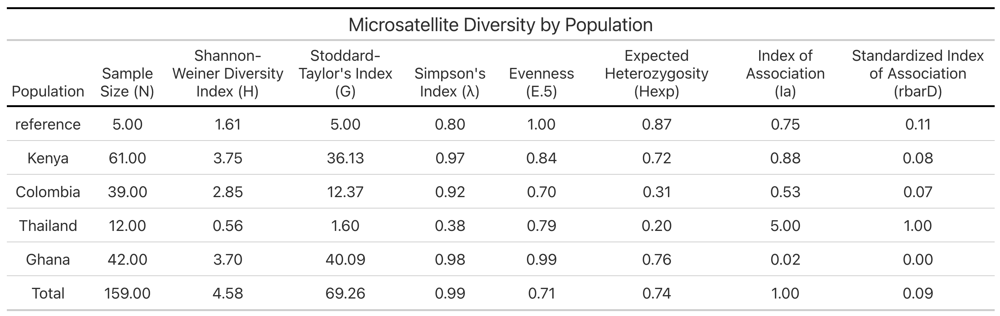 Microsatellite Diversity by Population
Population Sample Size (N) Shannon-Weiner Diversity Index (H) Stoddard-Taylor's Index (G) Simpson's Index (λ) Evenness (E.5) Expected Heterozygosity (Hexp) Index of Association (Ia) Standardized Index of Association (rbarD)
reference 5.00 1.61 5.00 0.80 1.00 0.87 0.75 0.11
Kenya 61.00 3.75 36.13 0.97 0.84 0.72 0.88 0.08
Colombia 39.00 2.85 12.37 0.92 0.70 0.31 0.53 0.07
Thailand 12.00 0.56 1.60 0.38 0.79 0.20 5.00 1.00
Ghana 42.00 3.70 40.09 0.98 0.99 0.76 0.02 0.00
Total 159.00 4.58 69.26 0.99 0.71 0.74 1.00 0.09